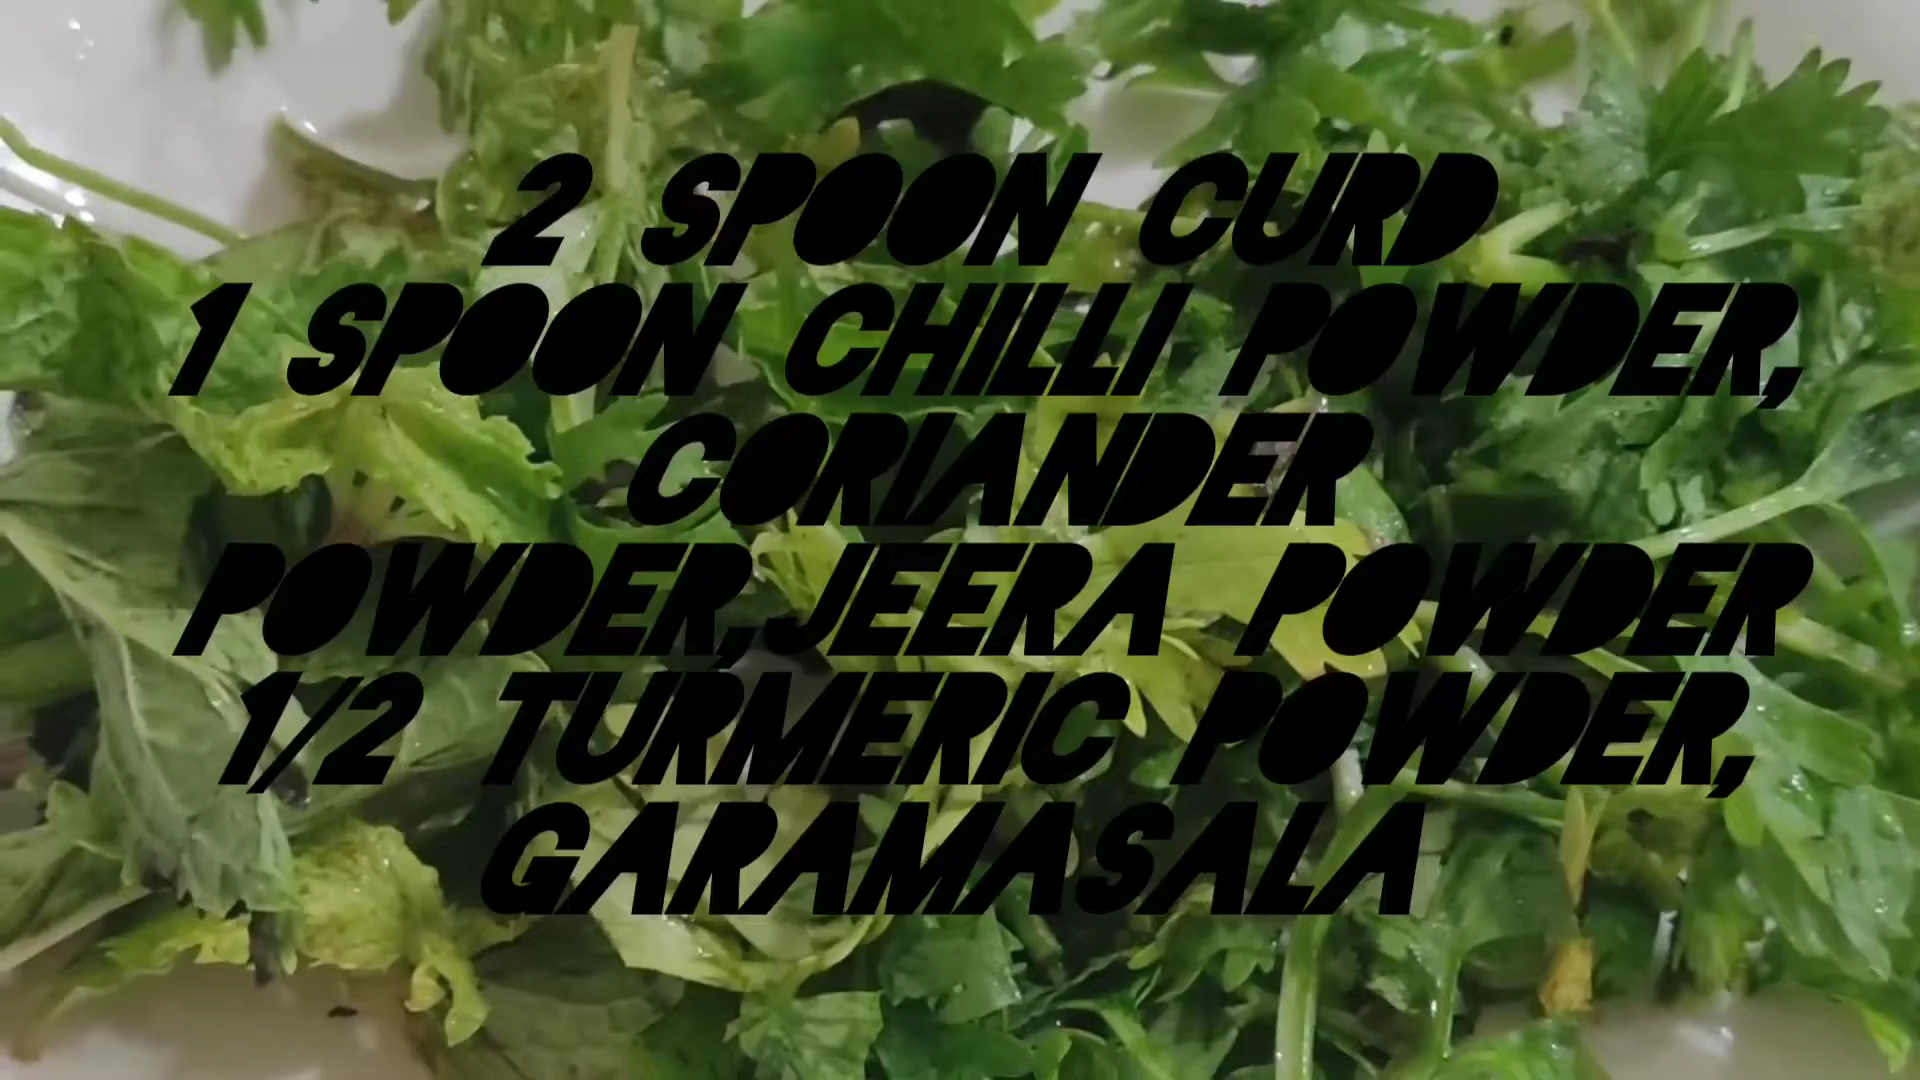 2 SPOON CURD
1 SPOON CHILLI POWDER,
CORIANDER
POWDER,JEERA POWDER
1/2 TURMERIC POWDER,
GARAMASALA